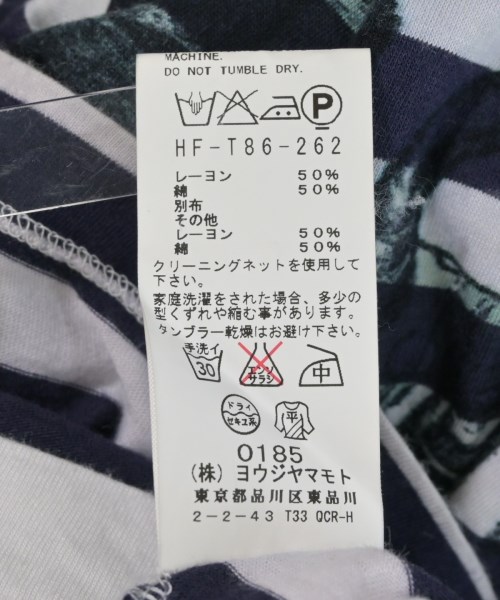 MACHINE.
DO NOT TUMBLE DRY.
P
HF-T86-262
レーヨン 50%
綿 50%
別布
その他
レーヨン 50%
綿 50%
クリーニングネットを使用して
下さい。
家庭洗濯をされた場合、多少の
型くずれや縮む事があります。
タンブラー乾燥はお避け下さい。
手洗イ
30
エンソ
サラシ
中
ドライ
セキユ系
平
0185
(株) ヨウジヤマモト
東京都品川区東品川
2-2-43 T33 QCR-H